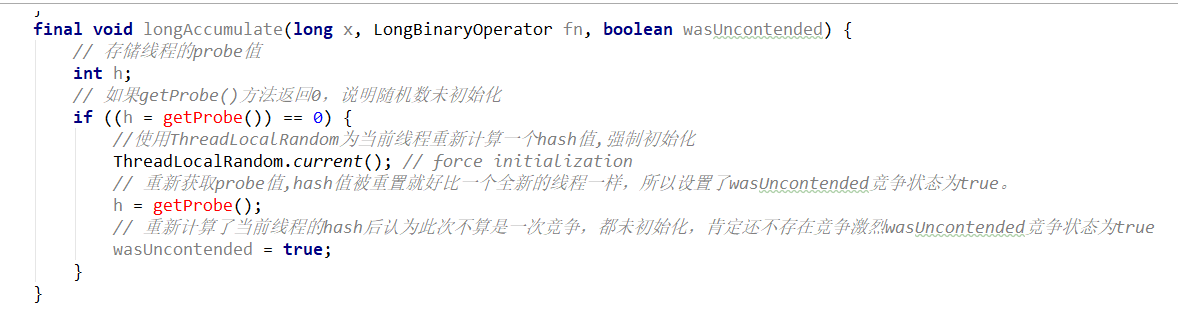 }
final void longAccumulate(long x, LongBinaryOperator fn, boolean wasUncontended) {
// 存储线程的probe值
int h;
// 如果getProbe()方法返回0，说明随机数未初始化
if ((h = getProbe()) == 0) {
//使用ThreadLocalRandom为当前线程重新计算一个hash值,强制初始化
ThreadLocalRandom.current(); // force initialization
// 重新获取probe值,hash值被重置就好比一个全新的线程一样，所以设置了wasUncontended竞争状态为true。
h = getProbe();
// 重新计算了当前线程的hash后认为此次不算是一次竞争，都未初始化，肯定还不存在竞争激烈wasUncontended竞争状态为true
wasUncontended = true;
}
}